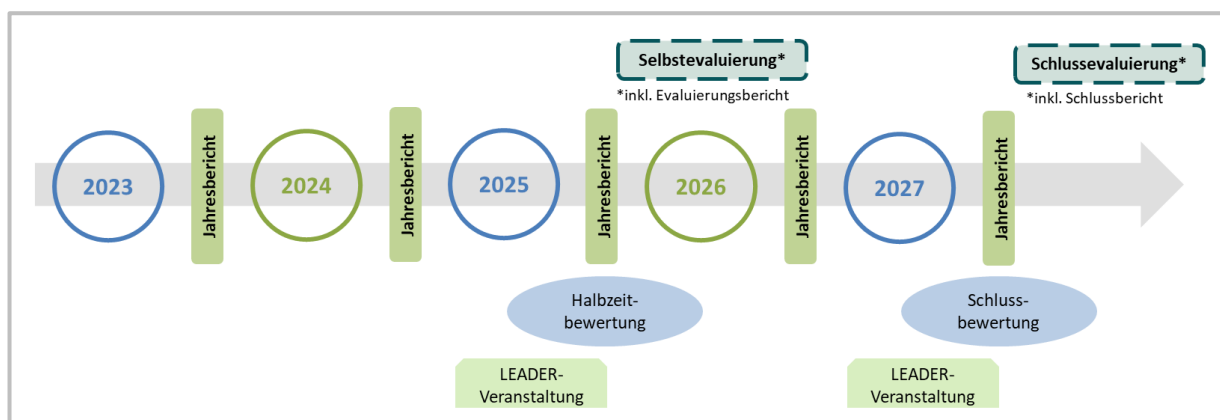 Selbstevaluierung*
*inkl. Evaluierungsbericht
Schlussevaluierung*
*inkl. Schlussbericht
2023
Jahresbericht
2024
Jahresbericht
2025
Jahresbericht
2026
Jahresbericht
2027
Jahresbericht
Halbzeit-
bewertung
Schluss-
bewertung
LEADER-
Veranstaltung
LEADER-
Veranstaltung